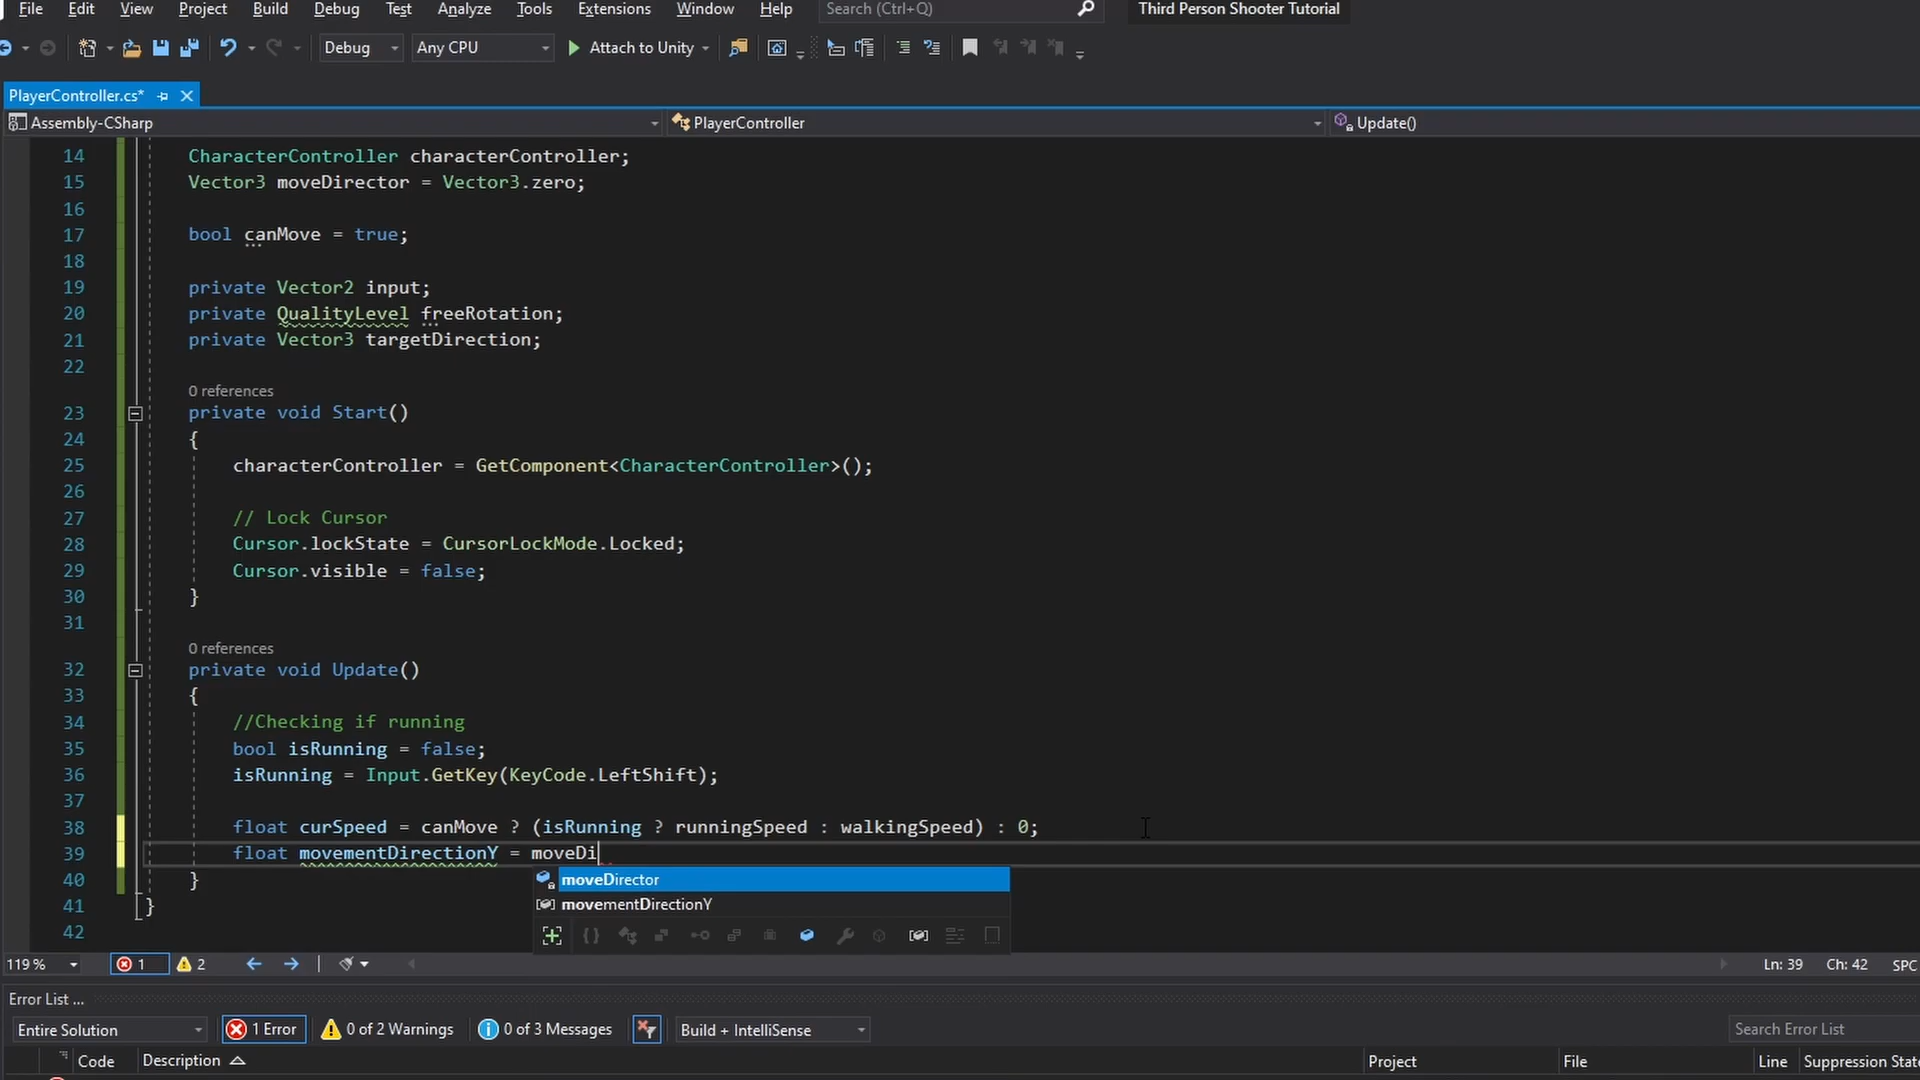 File Edit View Project Build Debug Test Analyze Tools Extensions Window Help Search (Ctrl+Q) Third Person Shooter Tutorial
Debug Any CPU Attach to Unity
PlayerController.cs*
Assembly-CSharp PlayerController Update()
14 CharacterController characterController;
15 Vector3 moveDirector = Vector3.zero;
16
17 bool canMove = true;
18
19 private Vector2 input;
20 private QualityLevel freeRotation;
21 private Vector3 targetDirection;
22
0 references
23 private void Start()
24 {
25 characterController = GetComponent<CharacterController>();
26
27 // Lock Cursor
28 Cursor.lockState = CursorLockMode.Locked;
29 Cursor.visible = false;
30 }
31
0 references
32 private void Update()
33 {
34 //Checking if running
35 bool isRunning = false;
36 isRunning = Input.GetKey(KeyCode.LeftShift);
37
38 float curSpeed = canMove ? (isRunning ? runningSpeed : walkingSpeed) : 0;
39 float movementDirectionY = moveDi
40 }
moveDirector
41 }
movementDirectionY
42
119 % 1 2 Ln: 39 Ch: 42 SPC
Error List ...
Entire Solution 1 Error 0 of 2 Warnings 0 of 3 Messages Build + IntelliSense Search Error List
Code Description Project File Line Suppression State